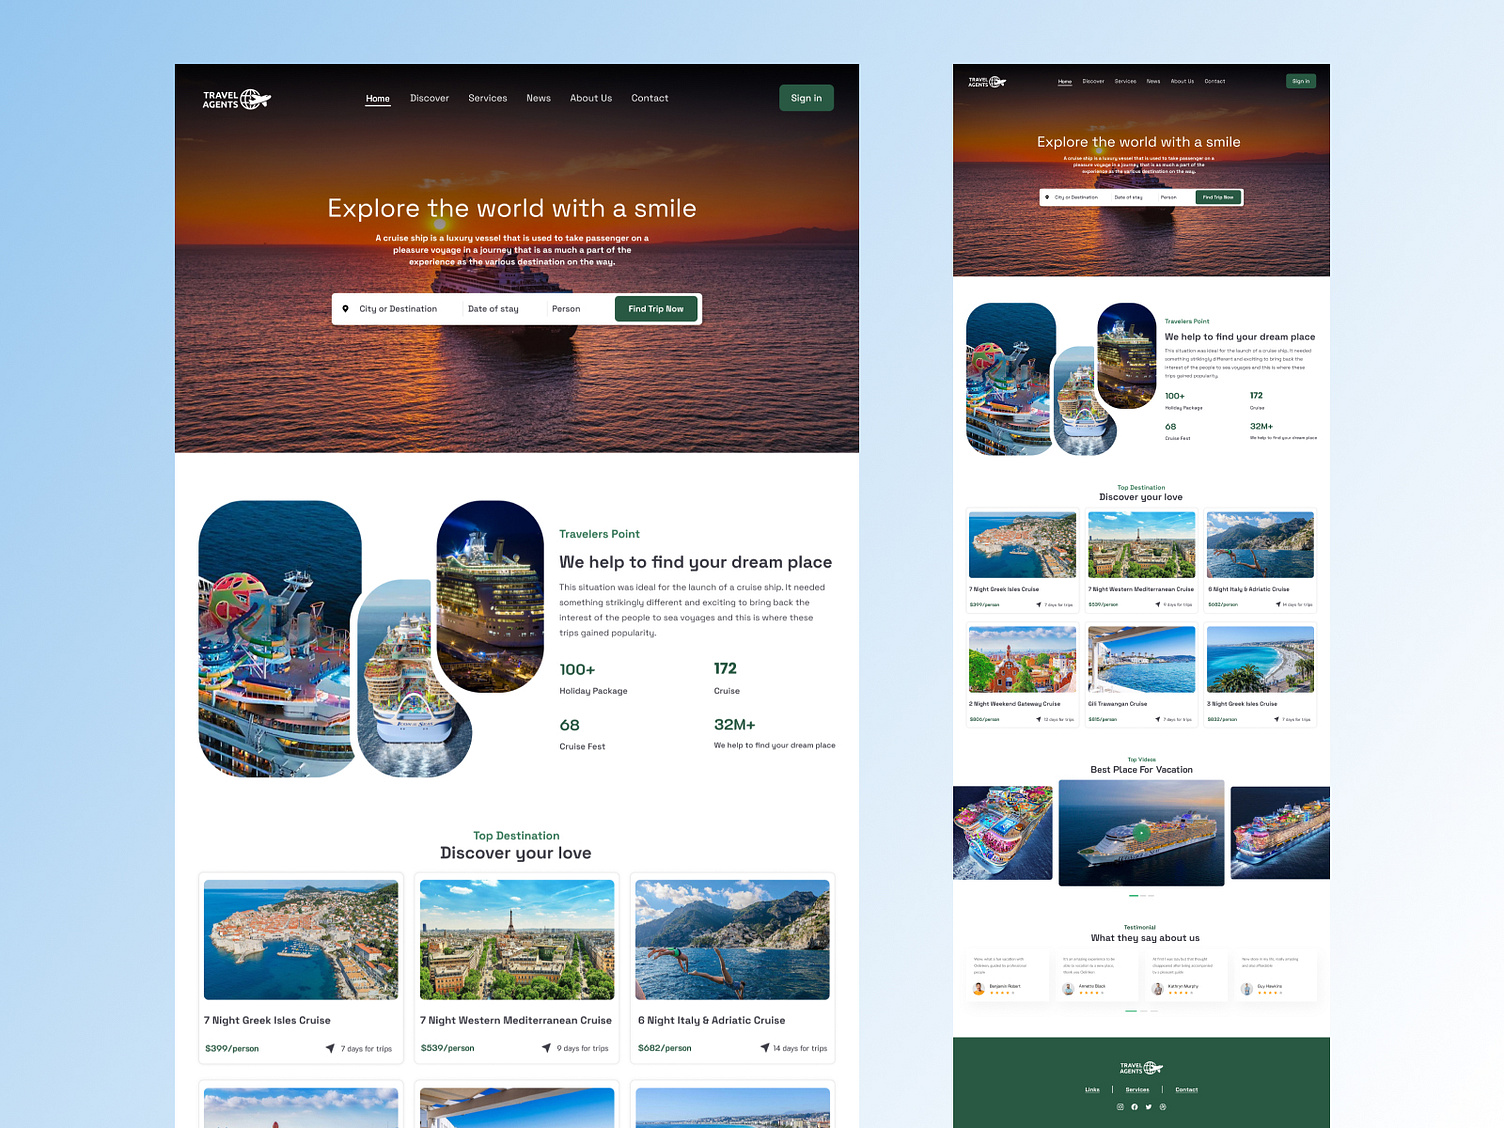 TRAVEL
AGENTS
Home Discover Services News About Us Contact
Sign in
Explore the world with a smile
A cruise ship is a luxury vessel that is used to take passenger on a
pleasure voyage in a journey that is as much a part of the
experience as the various destination on the way.
City or Destination Date of stay Person Find Trip Now
Travelers Point
We help to find your dream place
This situation was ideal for the launch of a cruise ship. It needed
something strikingly different and exciting to bring back the
interest of the people to sea voyages and this is where these
trips gained popularity.
100+ 172
Holiday Package Cruise
68 32M+
Cruise Fest We help to find your dream place
Top Destination
Discover your love
7 Night Greek Isles Cruise
$399/person 7 days for trips
7 Night Western Mediterranean Cruise
$539/person 9 days for trips
6 Night Italy & Adriatic Cruise
$682/person 14 days for trips
TRAVEL
AGENTS
Home Discover Services News About Us Contact
Sign in
Explore the world with a smile
A cruise ship is a luxury vessel that is used to take passenger on a
pleasure voyage in a journey that is as much a part of the
experience as the various destination on the way.
City or Destination Date of stay Person Find Trip Now
Travelers Point
We help to find your dream place
This situation was ideal for the launch of a cruise ship. It needed
something strikingly different and exciting to bring back the
interest of the people to sea voyages and this is where these
trips gained popularity.
100+ 172
Holiday Package Cruise
68 32M+
Cruise Fest We help to find your dream place
Top Destination
Discover your love
7 Night Greek Isles Cruise
$399/person 7 days for trips
7 Night Western Mediterranean Cruise
$539/person 9 days for trips
6 Night Italy & Adriatic Cruise
$682/person 14 days for trips
2 Night Weekend Gateway Cruise
days for trips
Gili Trawangan Cruise
$615/person 7 days for trips
3 Night Greek Isles Cruise
$832/person 7 days for trips
Top Videos
Best Place For Vacation
Testimonial
What they say about us
Benjamin Robert
Annette Black
Kathryn Murphy
Guy Hawkins
TRAVEL
AGENTS
Links Services Contact